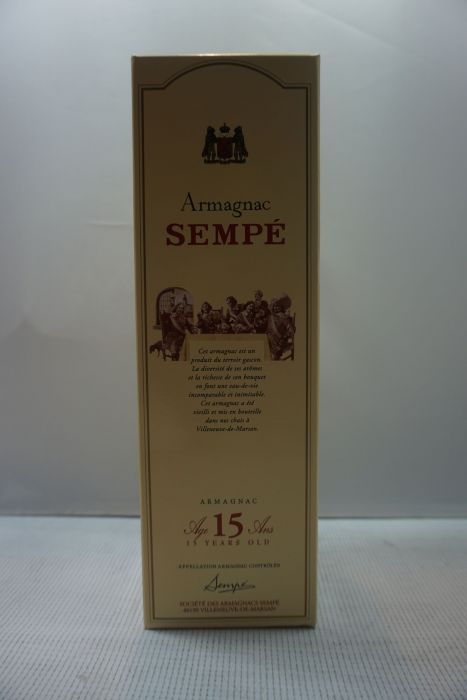 Armagnac
SEMPÉ
Cet armagnac est un
produit du terroir gascon.
La diversité de ses arômes
et la richesse de son bouquet
en font une eau-de-vie
incomparable et inimitable.
Cet armagnac a été
vieilli et mis en bouteille
dans nos chais à
Villeneuve-de-Marsan.
ARMAGNAC
Age 15 Ans
15 YEARS OLD
APPELLATION ARMAGNAC CONTRÔLÉE
Sempé
SOCIÉTÉ DES ARMAGNACS SEMPÉ
40190 VILLENEUVE-DE-MARSAN